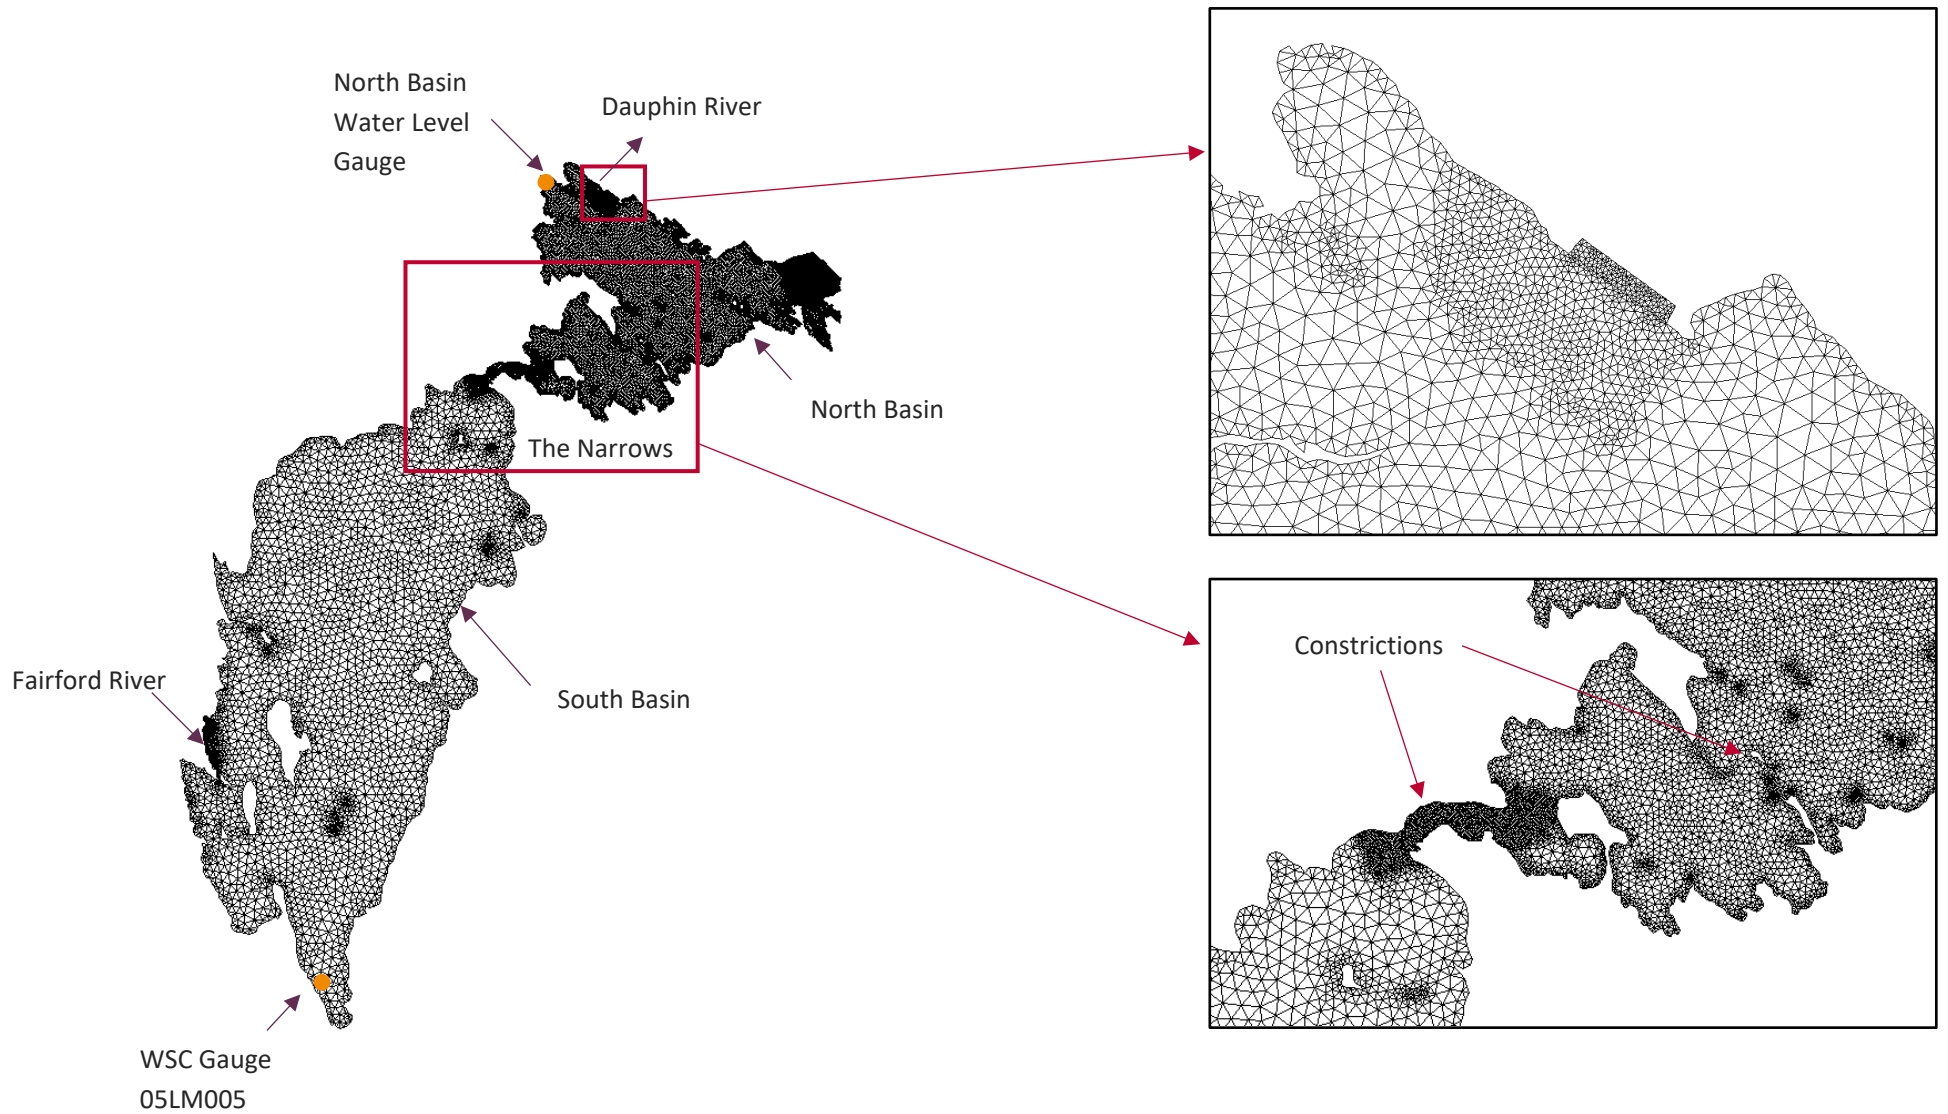 North Basin
Water Level
Gauge
Dauphin River
North Basin
The Narrows
Fairford River
South Basin
WSC Gauge
05LM005
Constrictions